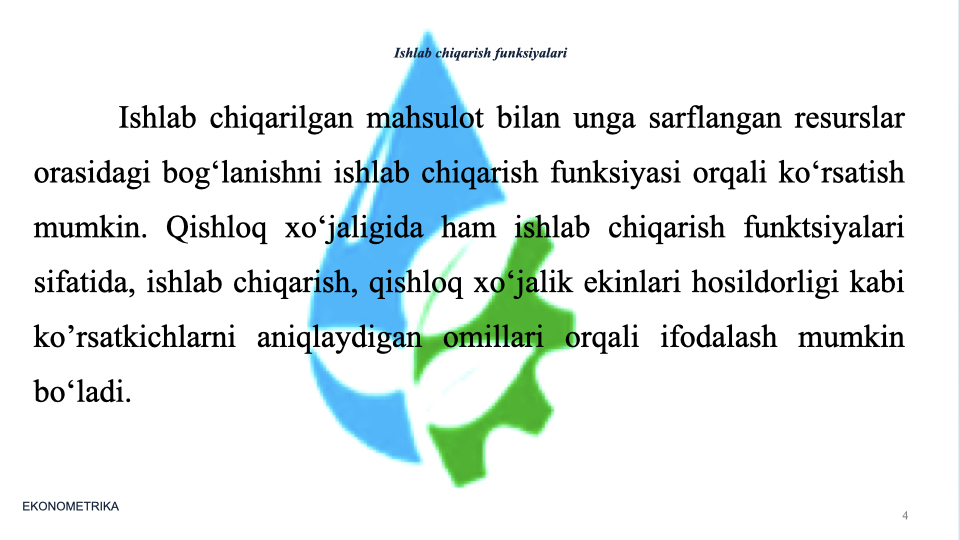 Ishlab chiqarish funksiyalari
Ishlab chiqarilgan mahsulot bilan unga sarflangan resurslar
orasidagi bog‘lanishni ishlab chiqarish funksiyasi orqali ko‘rsatish
mumkin. Qishloq xo‘jaligida ham ishlab chiqarish funktsiyalari
sifatida, ishlab chiqarish, qishloq xo‘jalik ekinlari hosildorligi kabi
ko’rsatkichlarni aniqlaydigan omillari orqali ifodalash mumkin
bo‘ladi.
EKONOMETRIKA
4